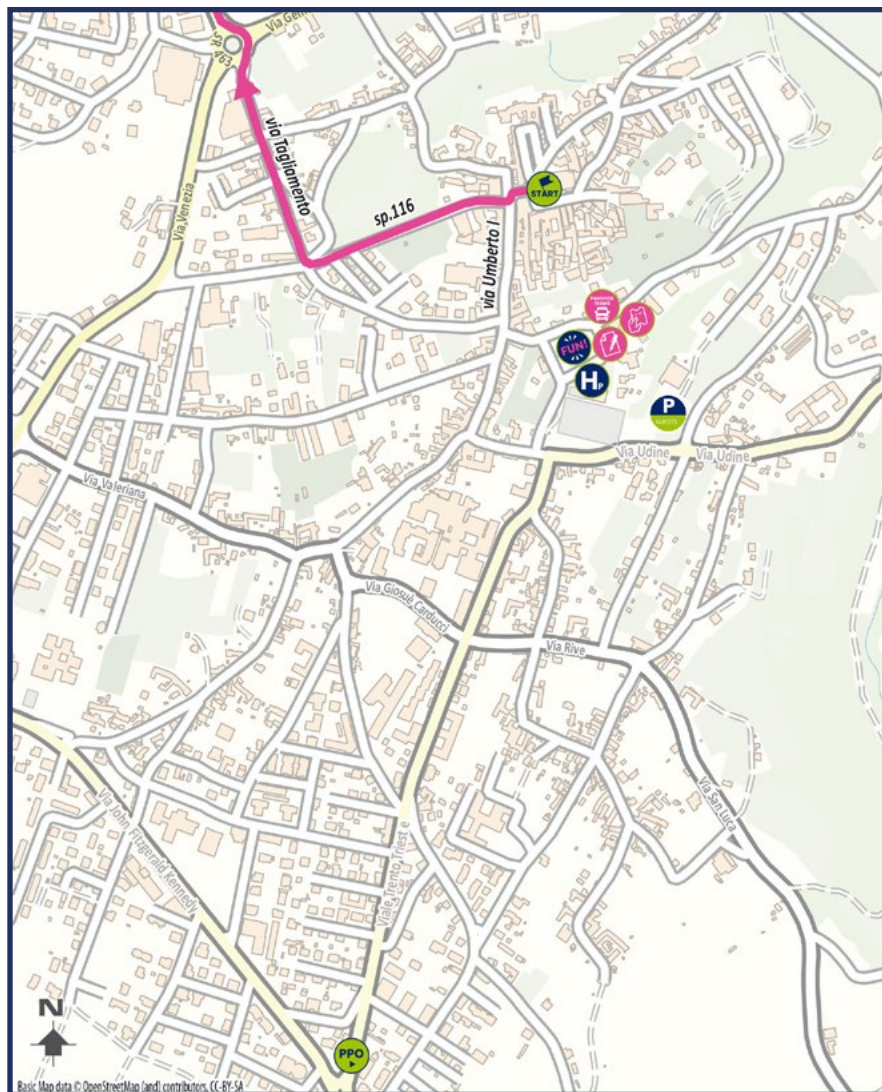 Via Gem
SR 463
via Tagliamento
START
sp.116
Via Venezia
via Umberto I
PADDOCK
TEAMS
FUN!
HP
P
GUESTS
Via Udine
Via Udine
Via Valeriana
Via Giosuè Carducci
Via Rive
Via San Luca
Via John Fitzgerald Kennedy
Viale Trento Triest e
N
PPO
Basic Map data © OpenStreetMap (and) contributors, CC-BY-SA